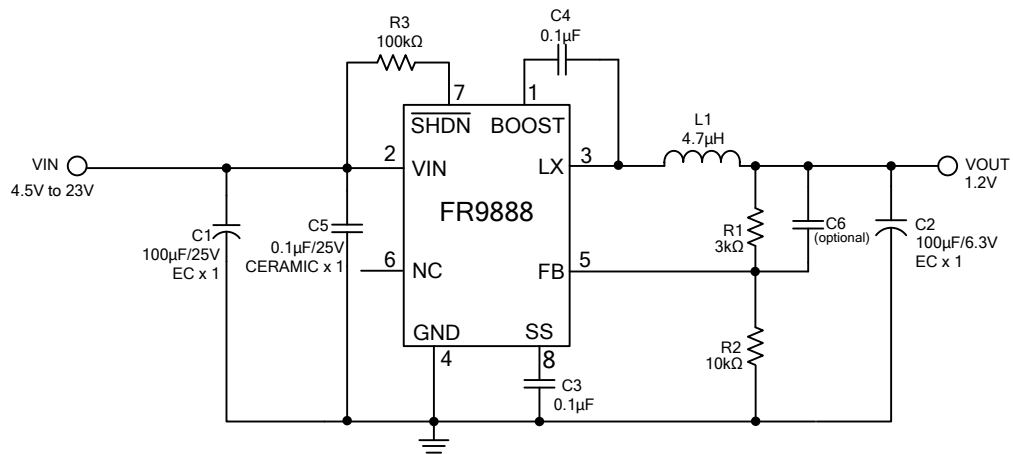 R3
100kΩ
C4
0.1µF
7
1
SHDN
BOOST
L1
4.7µH
VIN
4.5V to 23V
2
VIN
LX
3
VOUT
1.2V
FR9888
C1
100µF/25V
EC x 1
C5
0.1µF/25V
CERAMIC x 1
6
NC
FB
5
R1
3kΩ
C6
(optional)
C2
100µF/6.3V
EC x 1
GND
SS
4
8
R2
10kΩ
C3
0.1µF